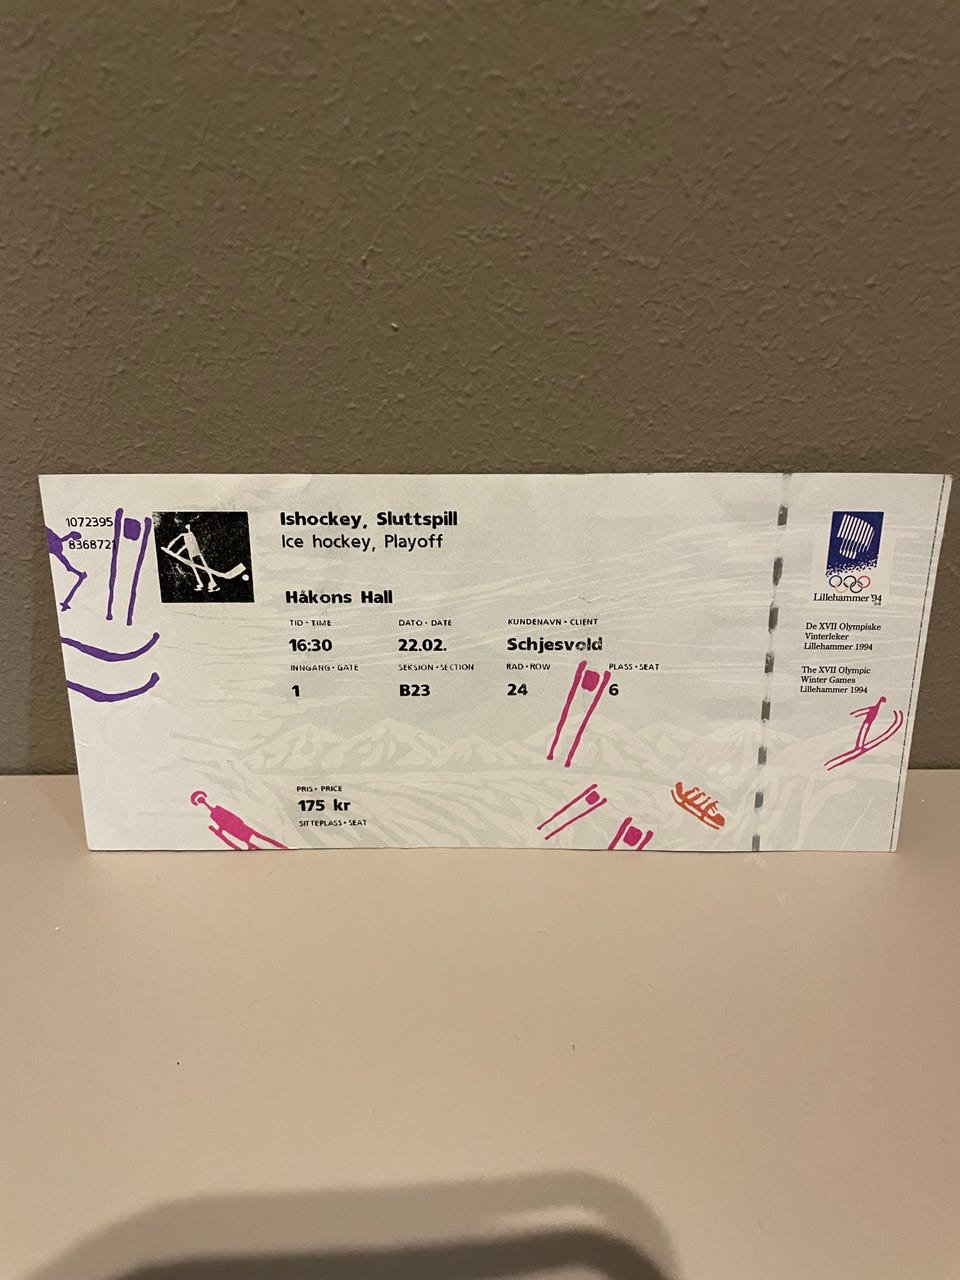 1072395
8368721
Ishockey, Sluttspill
Ice hockey, Playoff
Håkons Hall
TID · TIME
DATO · DATE
KUNDENAVN · CLIENT
16:30
22.02.
Schjesvold
INNGANG · GATE
SEKSJON · SECTION
RAD · ROW
PLASS · SEAT
1
B23
24
6
PRIS · PRICE
175 kr
SITTEPLASS · SEAT
Lillehammer '94
De XVII Olympiske
Vinterleker
Lillehammer 1994
The XVII Olympic
Winter Games
Lillehammer 1994